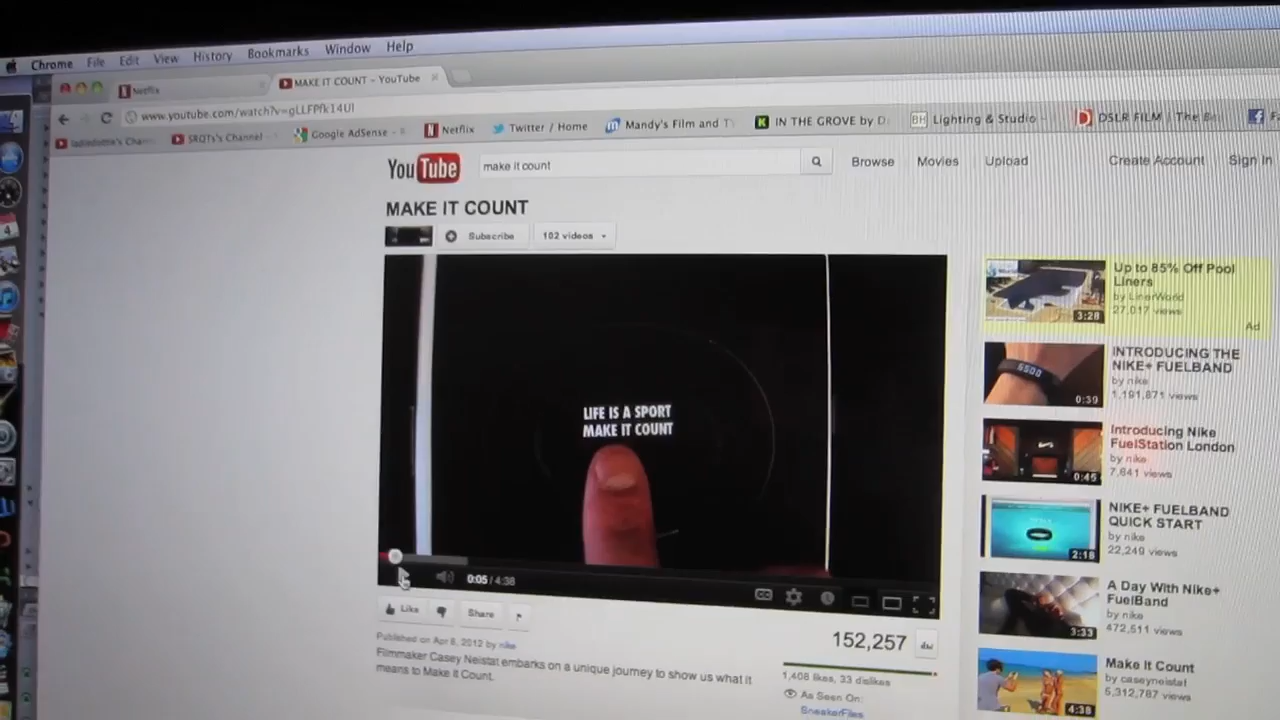 Chrome File Edit View History Bookmarks Window Help
Netflix
MAKE IT COUNT - YouTube
www.youtube.com/watch?v=gLLFPfk14UI
SRQTs's Channel
Google AdSense -
Netflix
Twitter / Home
Mandy's Film and T
IN THE GROVE by D
Lighting & Studio
DSLR FILM | The B
YouTube
make it count
Browse
Movies
Upload
Create Account
Sign In
MAKE IT COUNT
Subscribe
102 videos
LIFE IS A SPORT
MAKE IT COUNT
0:05 / 4:38
CC
Like
Share
Published on Apr 8, 2012 by nike
Filmmaker Casey Neistat embarks on a unique journey to show us what it
means to Make it Count.
152,257
1,408 likes, 33 dislikes
As Seen On:
SneakerFiles
Up to 85% Off Pool
Liners
by LinerWorld
27,017 views
Ad
3:28
INTRODUCING THE
NIKE+ FUELBAND
by nike
1,191,871 views
0:39
Introducing Nike
FuelStation London
by nike
7,641 views
0:45
NIKE+ FUELBAND
QUICK START
by nike
22,249 views
2:18
A Day With Nike+
FuelBand
by nike
472,511 views
3:33
Make It Count
by caseyneistat
5,312,787 views
4:38